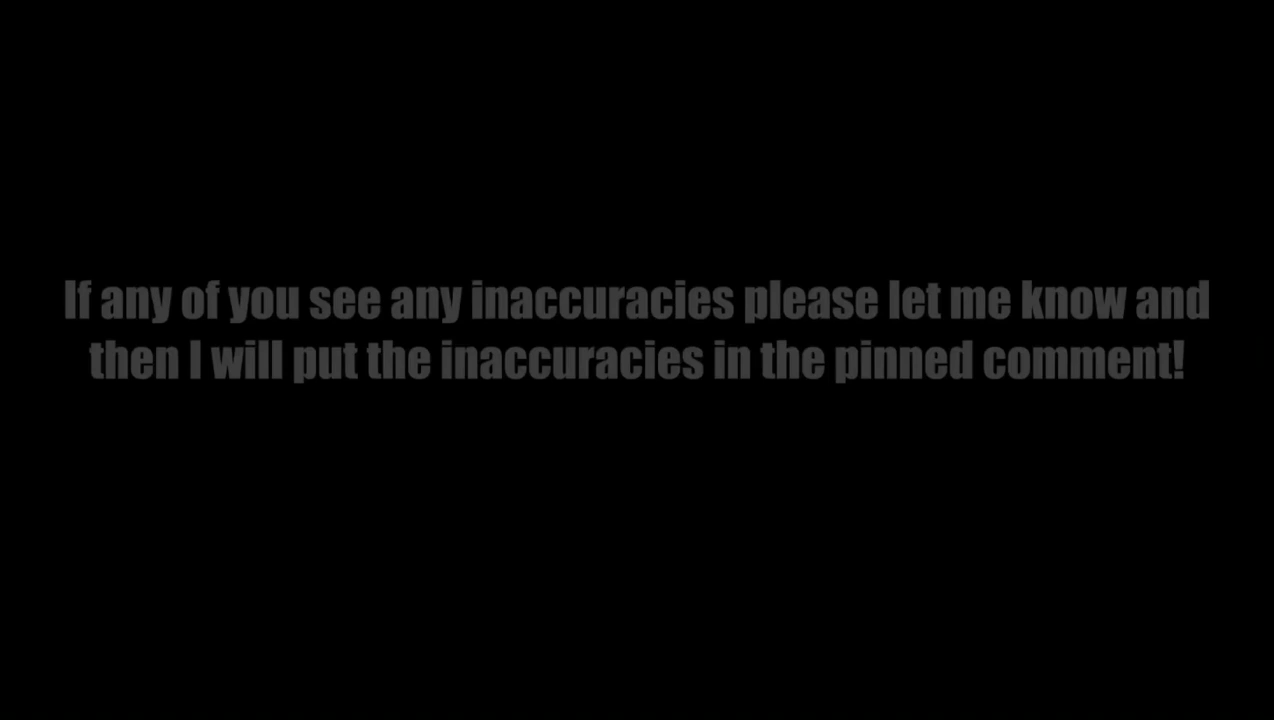 If any of you see any inaccuracies please let me know and
then I will put the inaccuracies in the pinned comment!